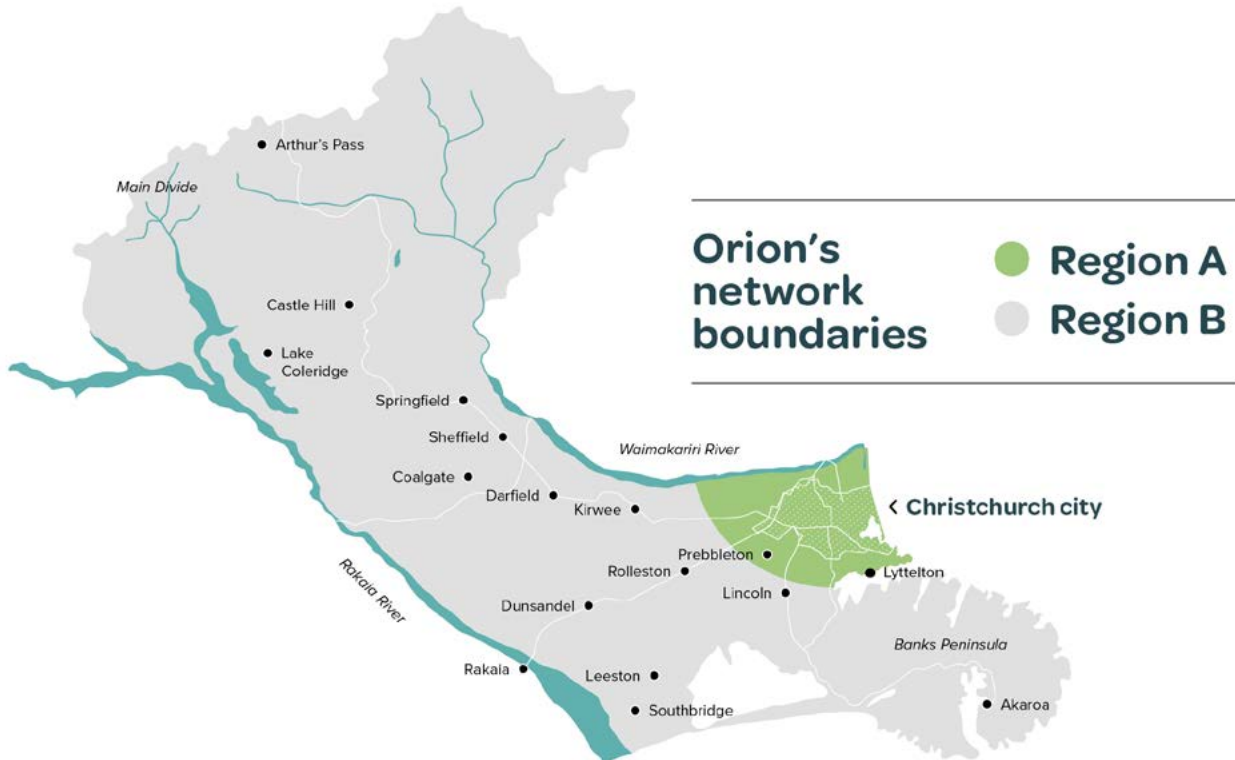 Arthur's Pass
Main Divide
Orion's
network
boundaries
Region A
Region B
Castle Hill
Lake
Coleridge
Springfield
Sheffield
Waimakariri River
Coalgate
Darfield
Kirwee
< Christchurch city
Prebbleton
Rolleston
Lyttelton
Lincoln
Dunsandel
Rakaia River
Banks Peninsula
Rakaia
Leeston
Southbridge
Akaroa